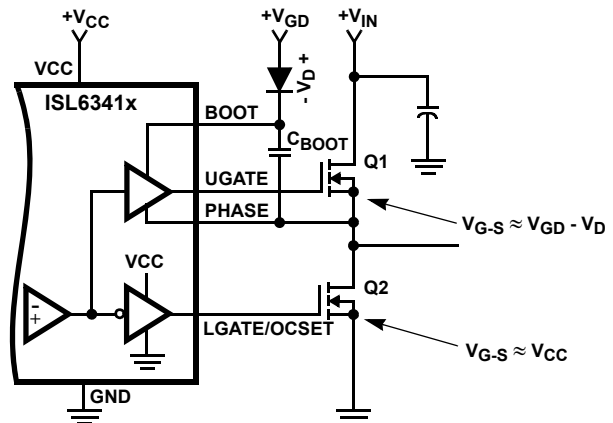 +VCC
+VGD
+VIN
VCC
- VD +
ISL6341x
BOOT
CBOOT
UGATE
Q1
PHASE
VG-S ≈ VGD - VD
VCC
Q2
-
+
LGATE/OCSET
VG-S ≈ VCC
GND